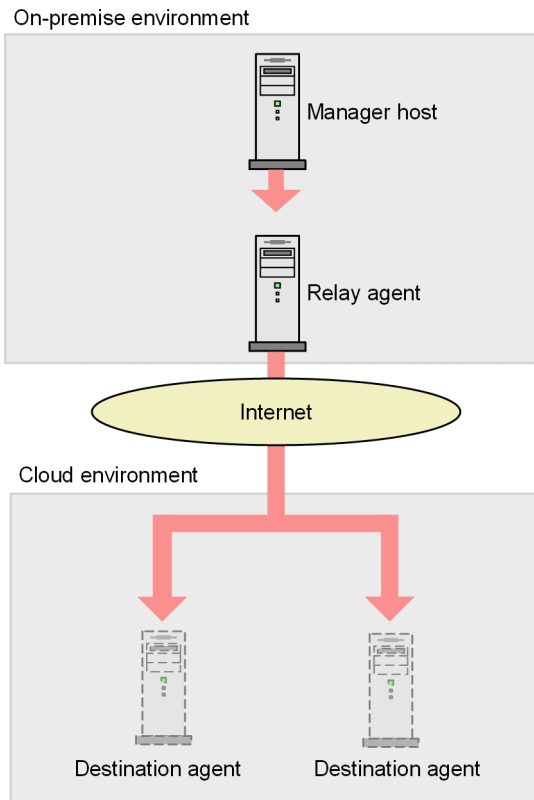 On-premise environment
Manager host
Relay agent
Internet
Cloud environment
Destination agent
Destination agent